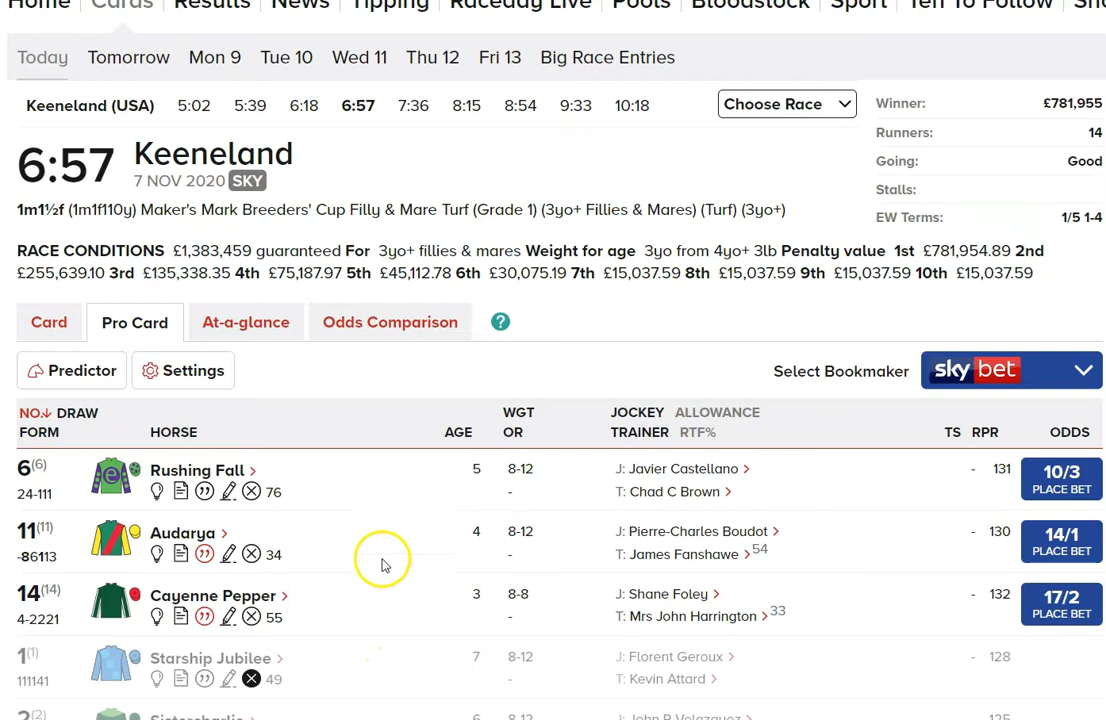 Home Cards Results News Tipping Raceday Live Pools Bloodstock Sport Ten To Follow
Today Tomorrow Mon 9 Tue 10 Wed 11 Thu 12 Fri 13 Big Race Entries
Keeneland (USA) 5:02 5:39 6:18 6:57 7:36 8:15 8:54 9:33 10:18 Choose Race
Winner: £781,955
Runners: 14
Going: Good
Stalls:
EW Terms: 1/5 1-4
6:57 Keeneland
7 NOV 2020 SKY
1m1½f (1m1f110y) Maker's Mark Breeders' Cup Filly & Mare Turf (Grade 1) (3yo+ Fillies & Mares) (Turf) (3yo+)
RACE CONDITIONS £1,383,459 guaranteed For 3yo+ fillies & mares Weight for age 3yo from 4yo+ 3lb Penalty value 1st £781,954.89 2nd
£255,639.10 3rd £135,338.35 4th £75,187.97 5th £45,112.78 6th £30,075.19 7th £15,037.59 8th £15,037.59 9th £15,037.59 10th £15,037.59
Card Pro Card At-a-glance Odds Comparison ?
Predictor Settings Select Bookmaker sky bet
NO. DRAW WGT JOCKEY ALLOWANCE
FORM HORSE AGE OR TRAINER RTF% TS RPR ODDS
6(6) Rushing Fall 5 8-12 J: Javier Castellano - 131 10/3
24-111 76 - T: Chad C Brown PLACE BET
11(11) Audarya 4 8-12 J: Pierre-Charles Boudot - 130 14/1
-86113 34 - T: James Fanshawe 54 PLACE BET
14(14) Cayenne Pepper 3 8-8 J: Shane Foley - 132 17/2
4-2221 55 - T: Mrs John Harrington 33 PLACE BET
1(1) Starship Jubilee 7 8-12 J: Florent Geroux - 128
111141 49 - T: Kevin Attard
2(2) Sistercharlie 6 8-12 J: John R Velazquez - 125